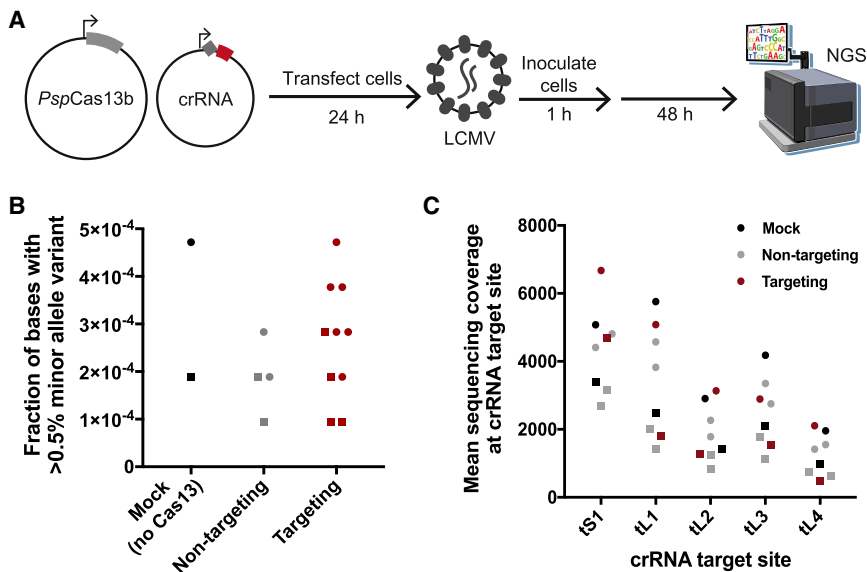 A
PspCas13b
crRNA
Transfect cells
24 h
LCMV
Inoculate
cells
1 h
48 h
NGS
B
Fraction of bases with
>0.5% minor allele variant
5×10⁻⁴
4×10⁻⁴
3×10⁻⁴
2×10⁻⁴
1×10⁻⁴
0
Mock
(no Cas13)
Non-targeting
Targeting
C
Mean sequencing coverage
at crRNA target site
8000
6000
4000
2000
0
Mock
Non-targeting
Targeting
tS1
tL1
tL2
tL3
tL4
crRNA target site